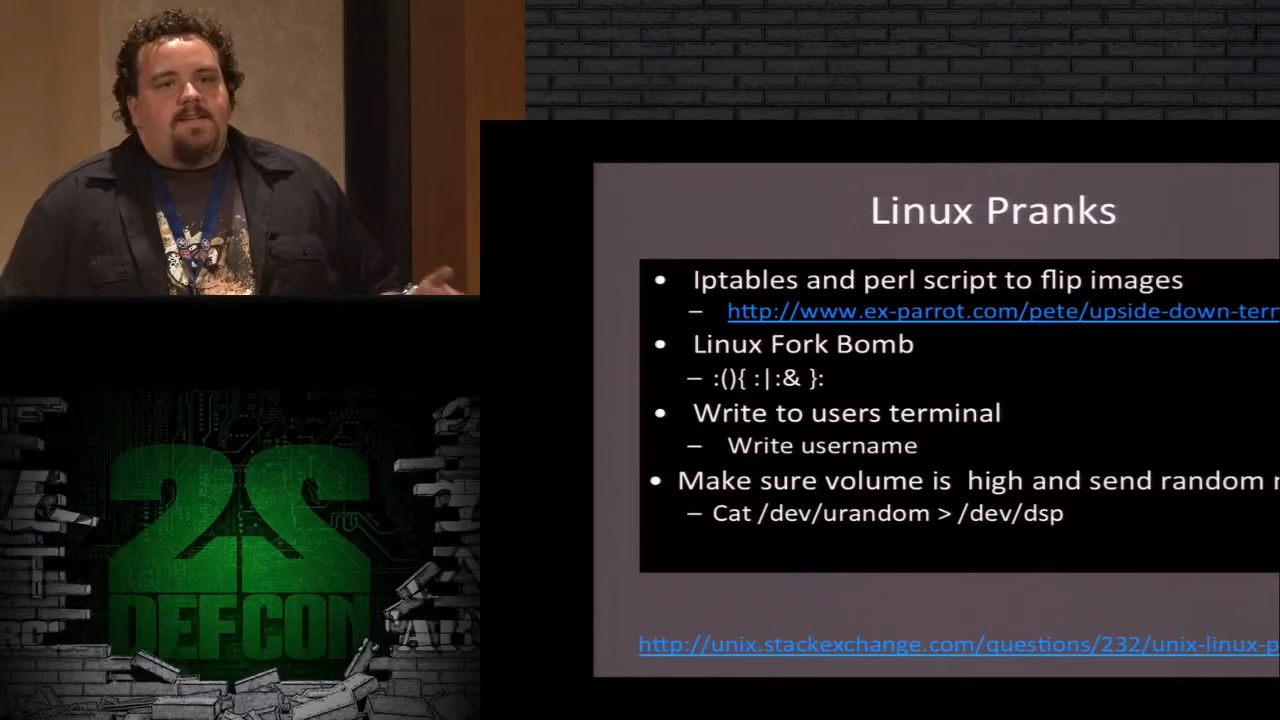 Linux Pranks
• Iptables and perl script to flip images
– http://www.ex-parrot.com/pete/upside-down-tern
• Linux Fork Bomb
– :(){ :|:& }:
• Write to users terminal
– Write username
• Make sure volume is  high and send random
– Cat /dev/urandom > /dev/dsp
http://unix.stackexchange.com/questions/232/unix-linux-p
22
DEFCON